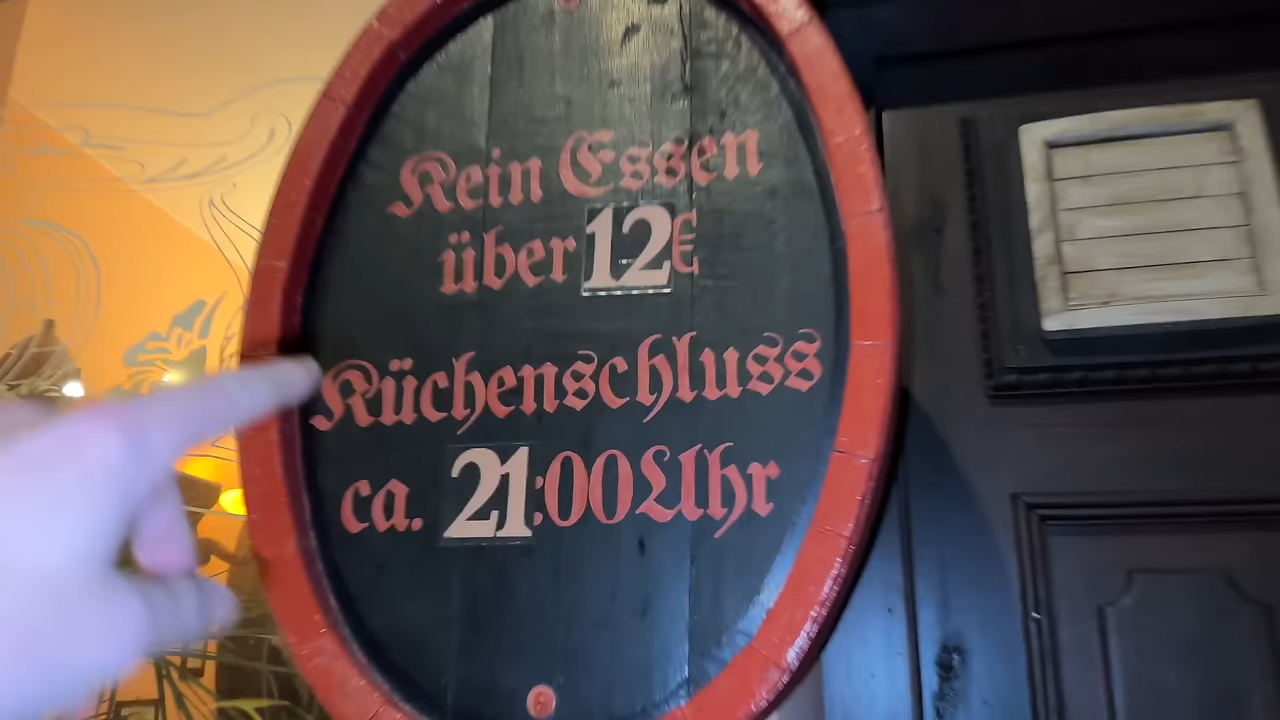 Kein Essen
über 12€
Küchenschluss
ca. 21:00 Uhr